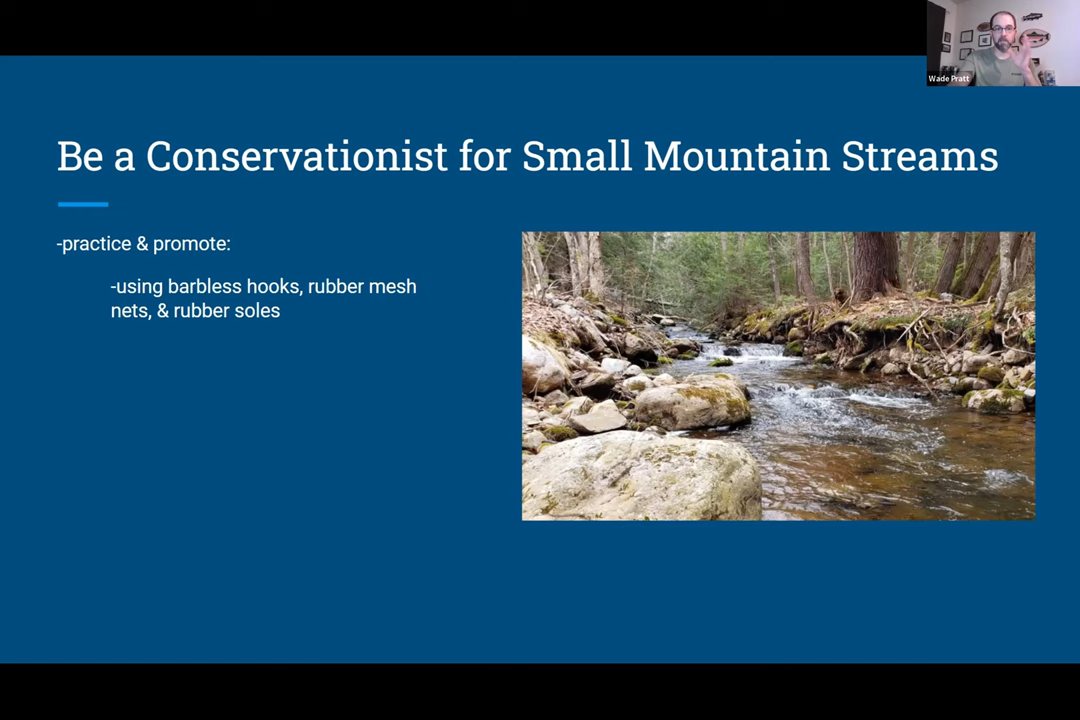 Wade Pratt
Be a Conservationist for Small Mountain Streams
-practice & promote:
-using barbless hooks, rubber mesh
nets, & rubber soles